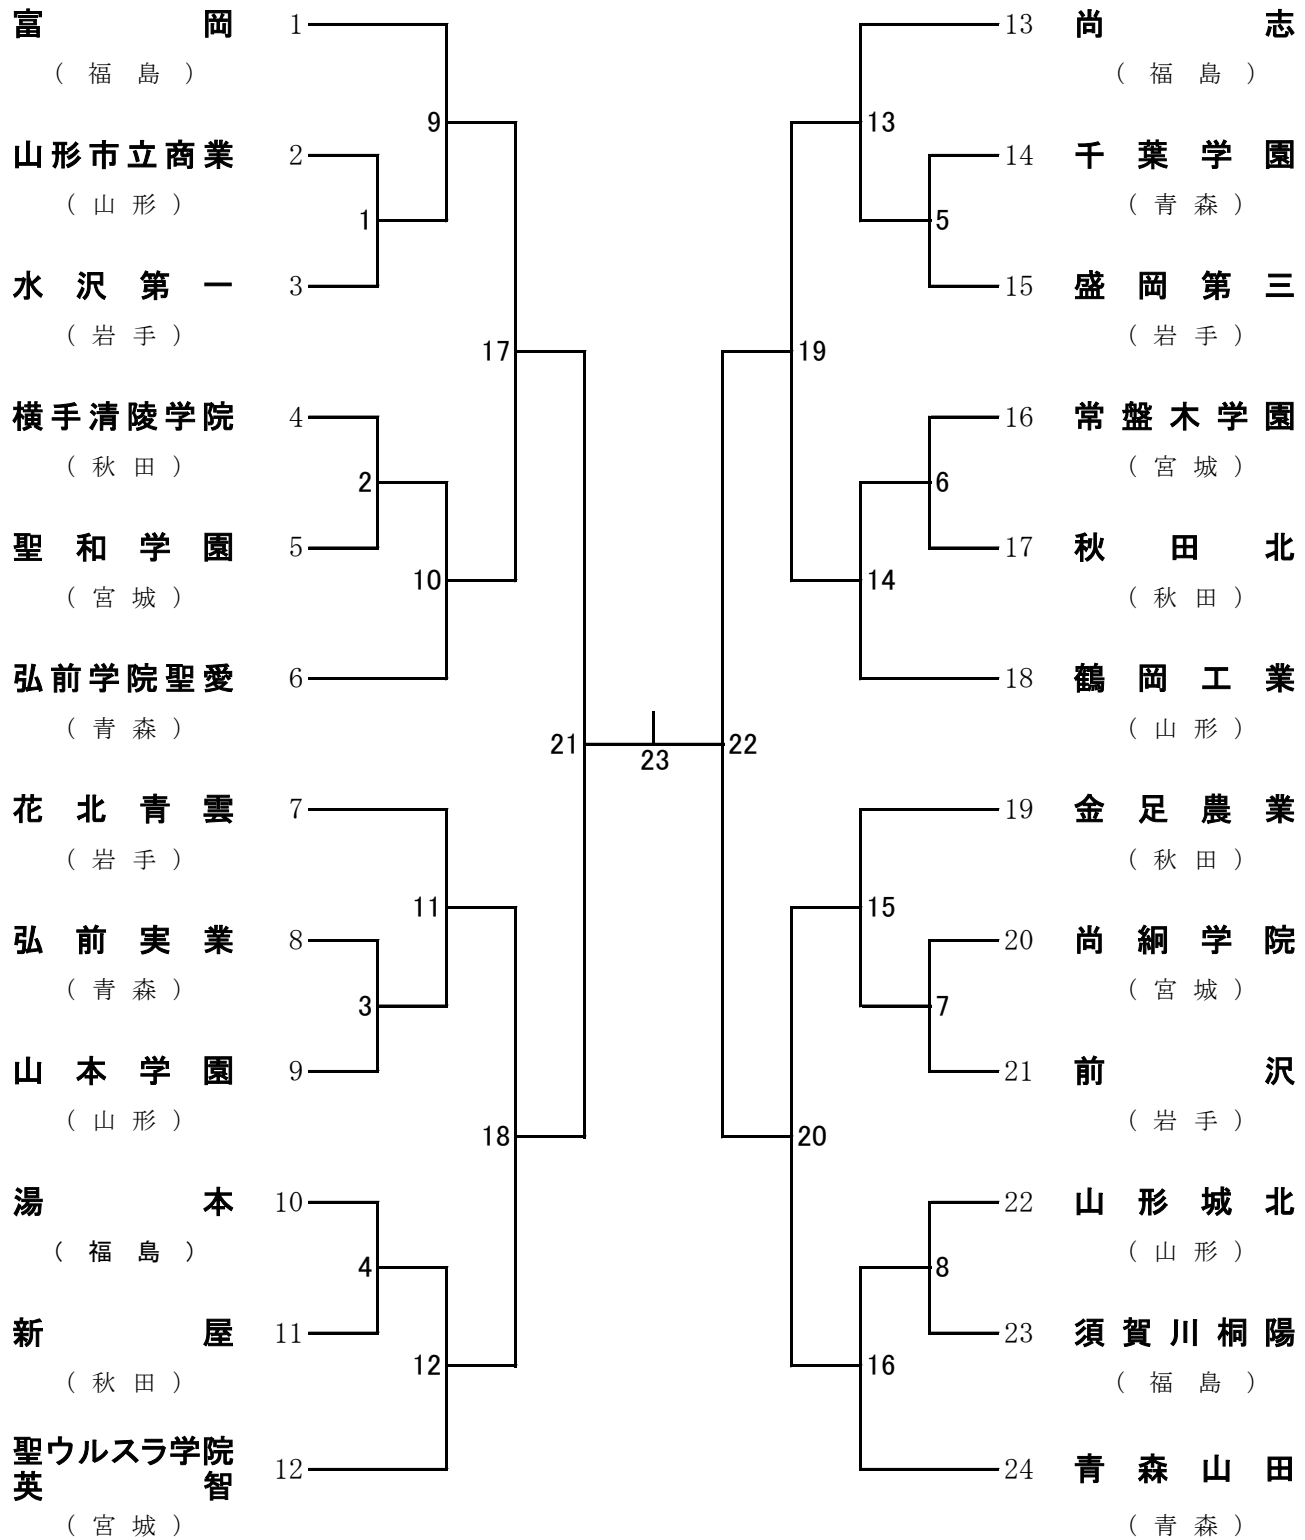 富岡 1
(福島)
9
山形市立商業 2
(山形)
1
水沢第一 3
(岩手)
17
横手清陵学院 4
(秋田)
2
聖和学園 5
(宮城)
10
弘前学院聖愛 6
(青森)
21
花北青雲 7
(岩手)
11
弘前実業 8
(青森)
3
山本学園 9
(山形)
18
湯本 10
(福島)
4
新屋 11
(秋田)
12
聖ウルスラ学院
英智 12
(宮城)
23
13 尚志
(福島)
13
14 千葉学園
(青森)
5
15 盛岡第三
(岩手)
19
16 常盤木学園
(宮城)
6
17 秋田北
(秋田)
14
18 鶴岡工業
(山形)
22
19 金足農業
(秋田)
15
20 尚絅学院
(宮城)
7
21 前沢
(岩手)
20
22 山形城北
(山形)
8
23 須賀川桐陽
(福島)
16
24 青森山田
(青森)